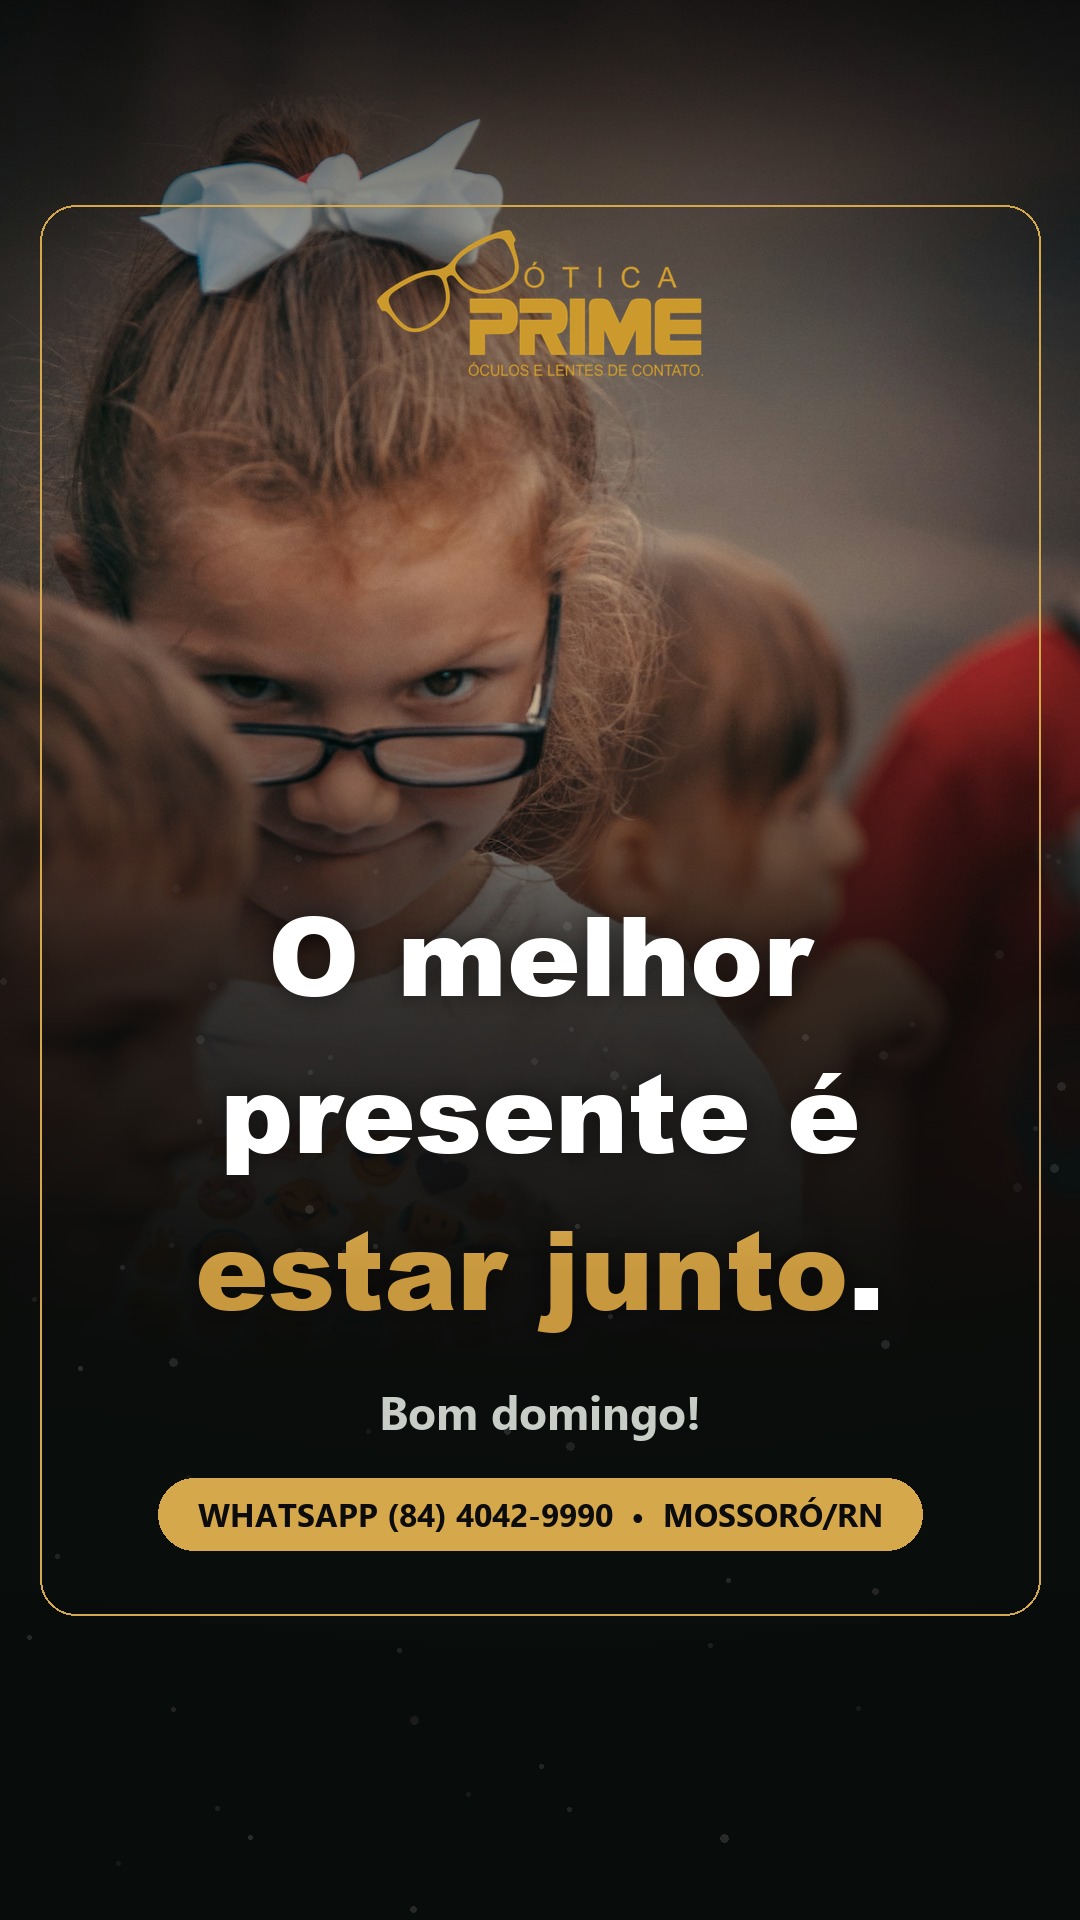 ÓTICA
PRIME
ÓCULOS E LENTES DE CONTATO.
O melhor
presente é
estar junto.
Bom domingo!
WHATSAPP (84) 4042-9990 • MOSSORÓ/RN